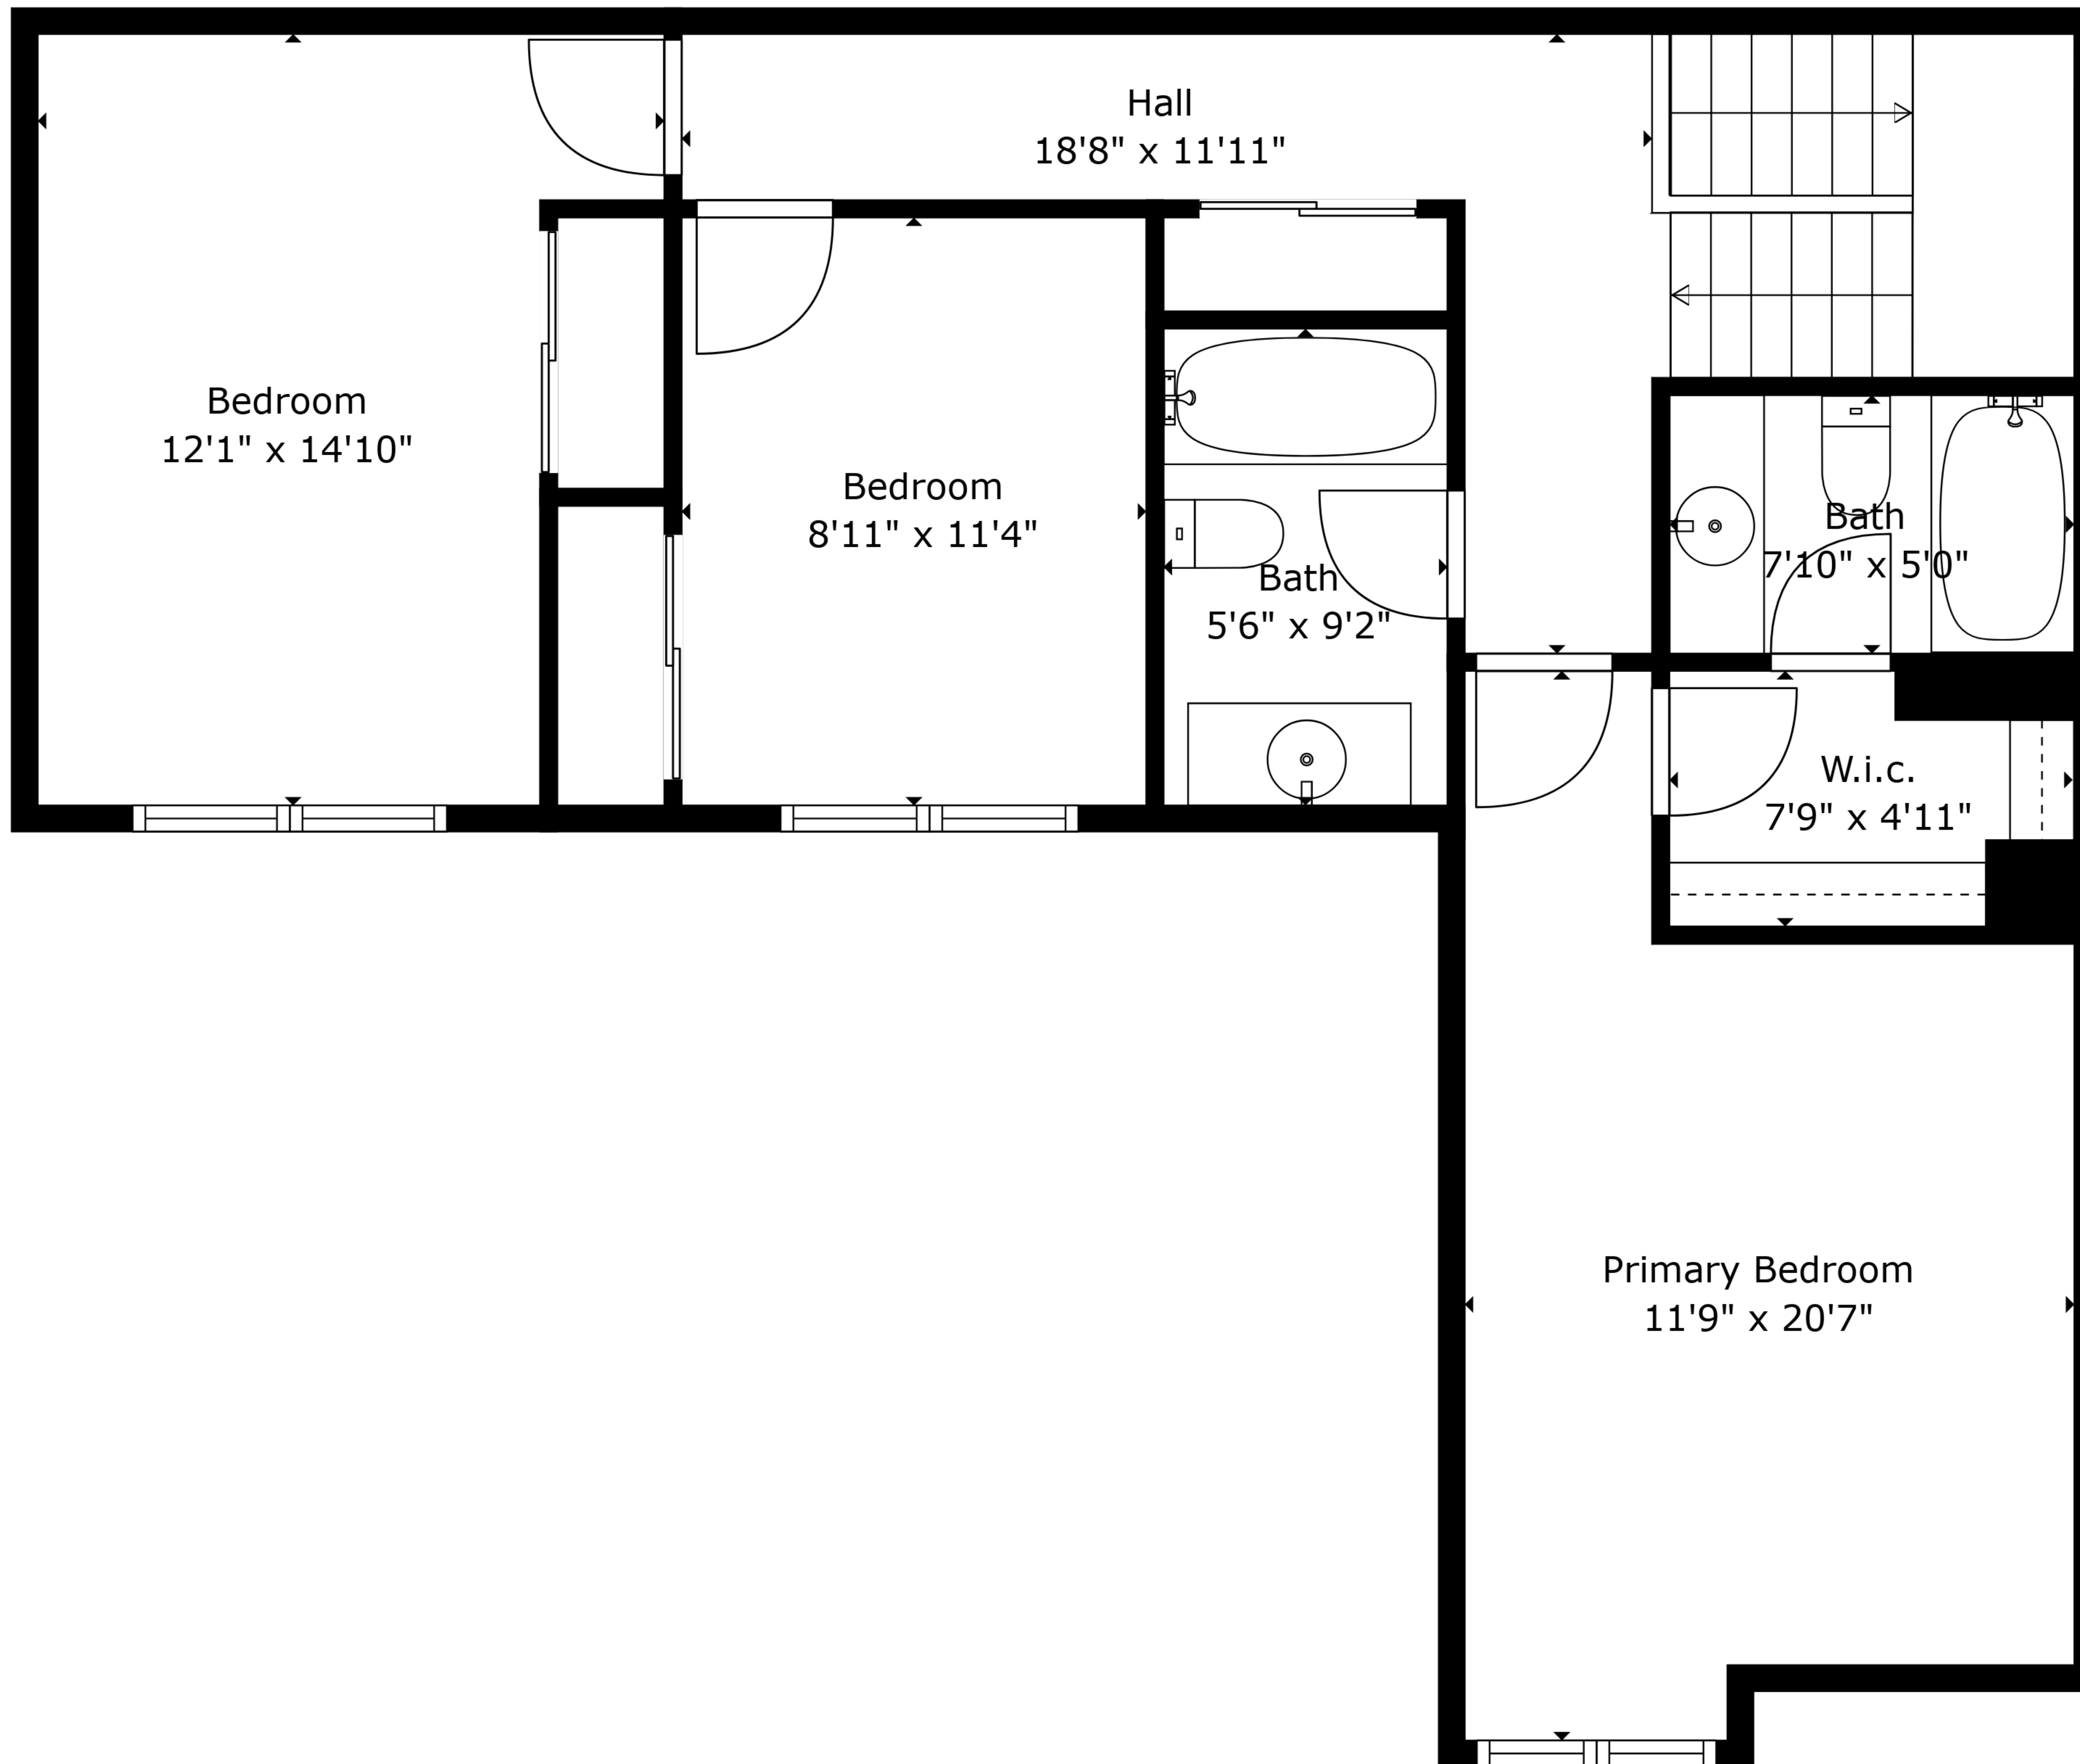 Hall
18'8" x 11'11"
Bedroom
12'1" x 14'10"
Bedroom
8'11" x 11'4"
Bath
5'6" x 9'2"
Bath
7'10" x 5'0"
W.i.c.
7'9" x 4'11"
Primary Bedroom
11'9" x 20'7"